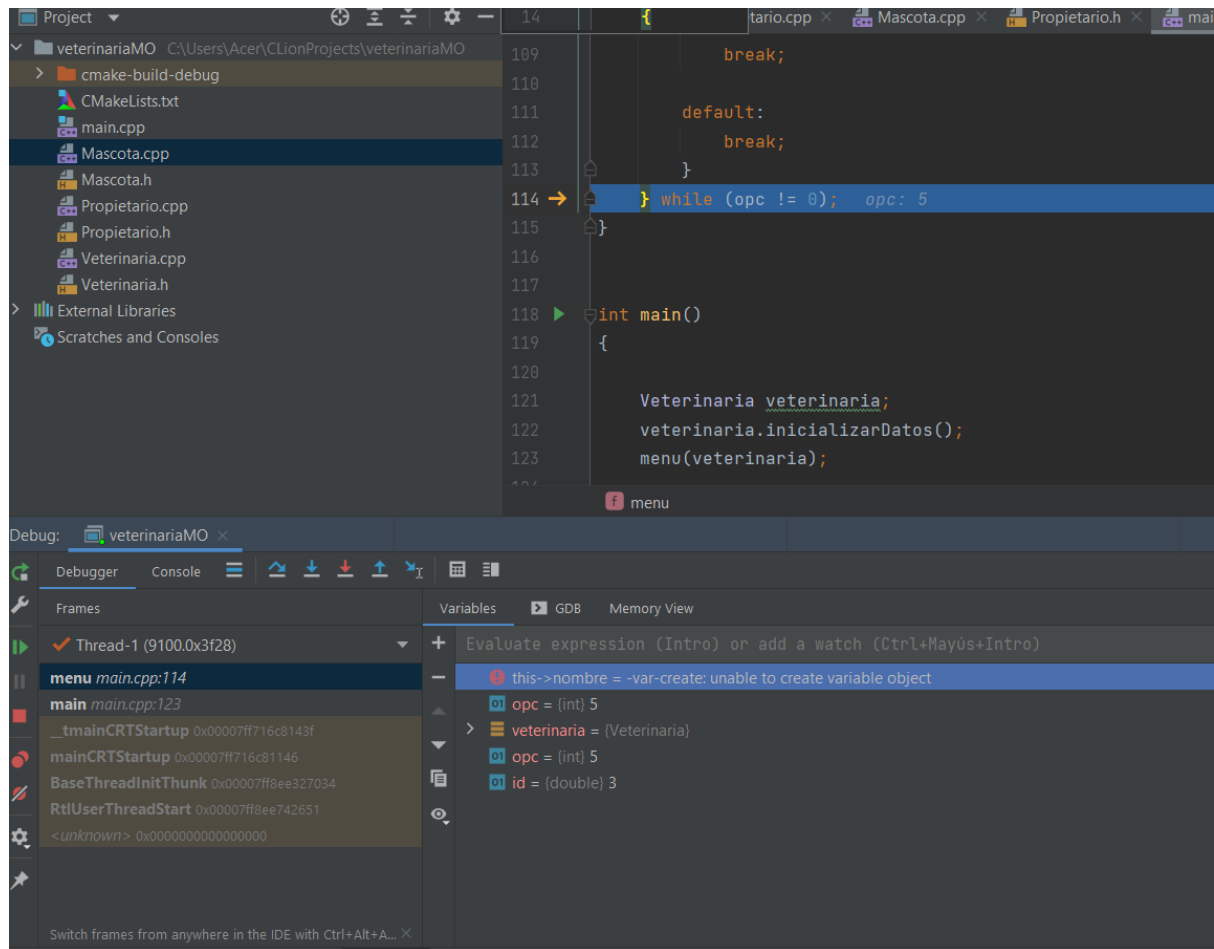 Project
veterinariaMO C:\Users\Acer\CLionProjects\veterinariaMO
cmake-build-debug
CMakeLists.txt
main.cpp
Mascota.cpp
Mascota.h
Propietario.cpp
Propietario.h
Veterinaria.cpp
Veterinaria.h
External Libraries
Scratches and Consoles
tario.cpp Mascota.cpp Propietario.h mai
14 {
109 break;
110
111 default:
112 break;
113 }
114 } while (opc != 0); opc: 5
115 }
116
117
118 int main()
119 {
120
121 Veterinaria veterinaria;
122 veterinaria.inicializarDatos();
123 menu(veterinaria);
f menu
Debug: veterinariaMO
Debugger Console
Frames
Thread-1 (9100.0x3f28)
menu main.cpp:114
main main.cpp:123
__tmainCRTStartup 0x00007ff716c8143f
mainCRTStartup 0x00007ff716c81146
BaseThreadInitThunk 0x00007ff8ee327034
RtlUserThreadStart 0x00007ff8ee742651
<unknown> 0x0000000000000000
Switch frames from anywhere in the IDE with Ctrl+Alt+A...
Variables GDB Memory View
Evaluate expression (Intro) or add a watch (Ctrl+Mayús+Intro)
this->nombre = -var-create: unable to create variable object
01 opc = {int} 5
veterinaria = {Veterinaria}
01 opc = {int} 5
01 id = {double} 3